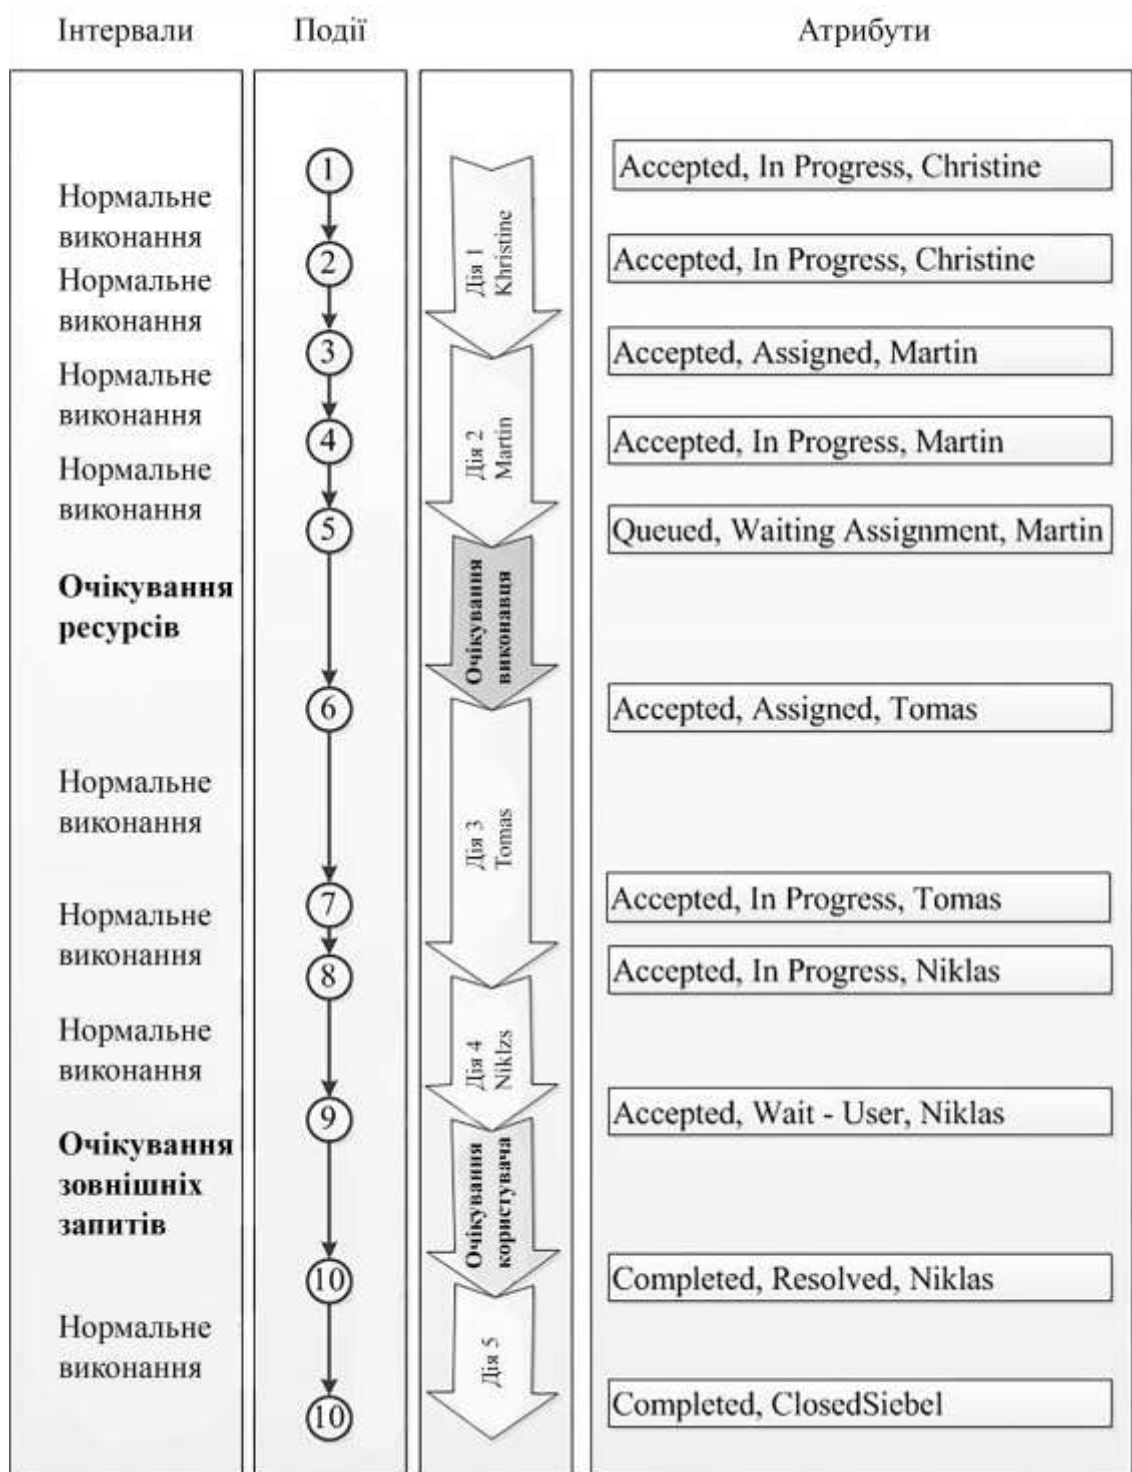 Інтервали
Події
Атрибути
Нормальне
виконання
Нормальне
виконання
Нормальне
виконання
Нормальне
виконання
Очікування
ресурсів
Нормальне
виконання
Нормальне
виконання
Нормальне
виконання
Очікування
зовнішніх
запитів
Нормальне
виконання
1
2
3
4
5
6
7
8
9
10
10
Дія 1
Khristine
Дія 2
Martin
Очікування
виконавця
Дія 3
Tomas
Дія 4
Niklzs
Очікування
користувача
Дія 5
Accepted, In Progress, Christine
Accepted, In Progress, Christine
Accepted, Assigned, Martin
Accepted, In Progress, Martin
Queued, Waiting Assignment, Martin
Accepted, Assigned, Tomas
Accepted, In Progress, Tomas
Accepted, In Progress, Niklas
Accepted, Wait - User, Niklas
Completed, Resolved, Niklas
Completed, ClosedSiebel